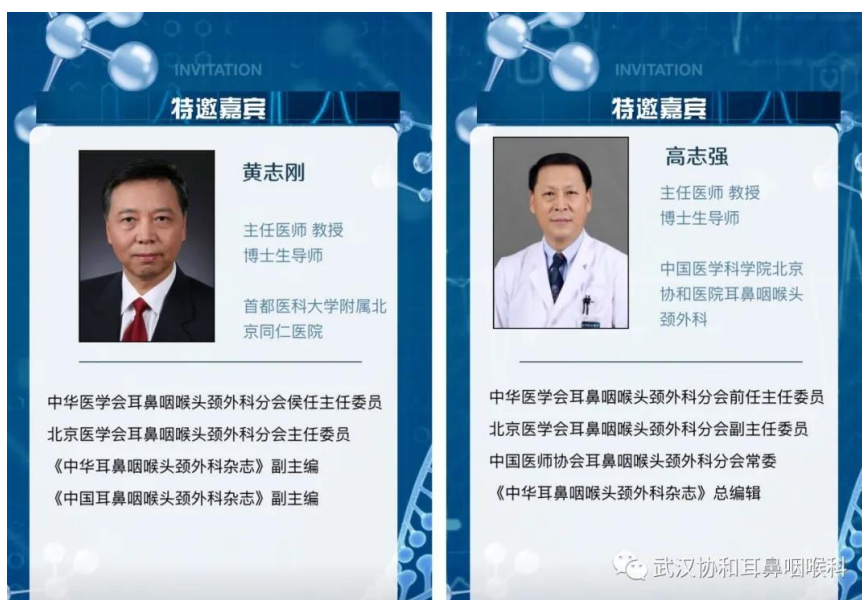 INVITATION
特邀嘉宾
黄志刚
主任医师 教授
博士生导师
首都医科大学附属北
京同仁医院
中华医学会耳鼻咽喉头颈外科分会侯任主任委员
北京医学会耳鼻咽喉头颈外科分会主任委员
《中华耳鼻咽喉头颈外科杂志》副主编
《中国耳鼻咽喉头颈外科杂志》副主编
INVITATION
特邀嘉宾
高志强
主任医师 教授
博士生导师
中国医学科学院北京
协和医院耳鼻咽喉头
颈外科
中华医学会耳鼻咽喉头颈外科分会前任主任委员
北京医学会耳鼻咽喉头颈外科分会副主任委员
中国医师协会耳鼻咽喉头颈外科分会常委
《中华耳鼻咽喉头颈外科杂志》总编辑
武汉协和耳鼻咽喉科